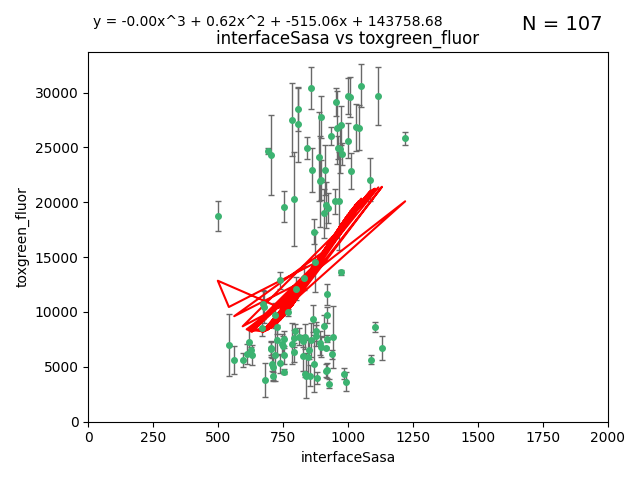 y = -0.00x^3 + 0.62x^2 + -515.06x + 143758.68
N = 107
interfaceSasa vs toxgreen_fluor
30000
25000
20000
15000
10000
5000
0
toxgreen_fluor
0 250 500 750 1000 1250 1500 1750 2000
interfaceSasa